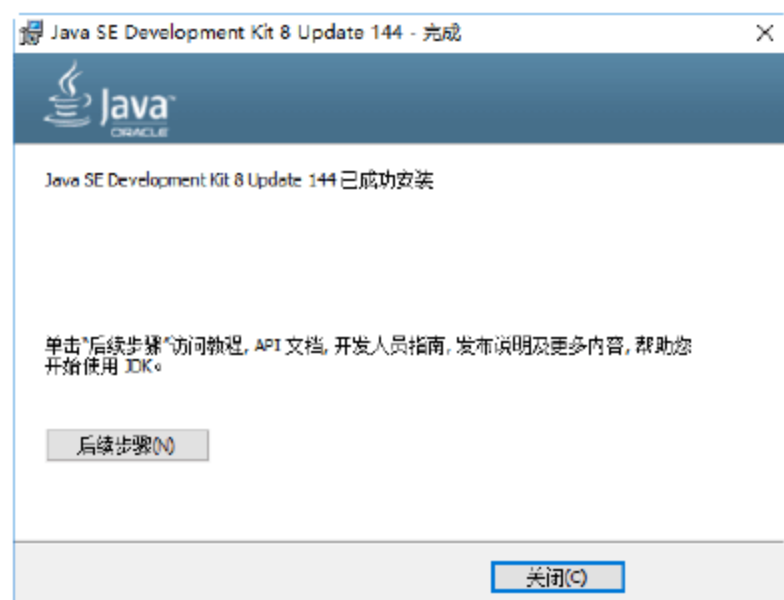 Java SE Development Kit 8 Update 144 - 完成
Java
ORACLE
Java SE Development Kit 8 Update 144 已成功安装
单击"后续步骤"访问教程, API 文档, 开发人员指南, 发布说明及更多内容, 帮助您
开始使用 JDK。
后续步骤(N)
关闭(C)